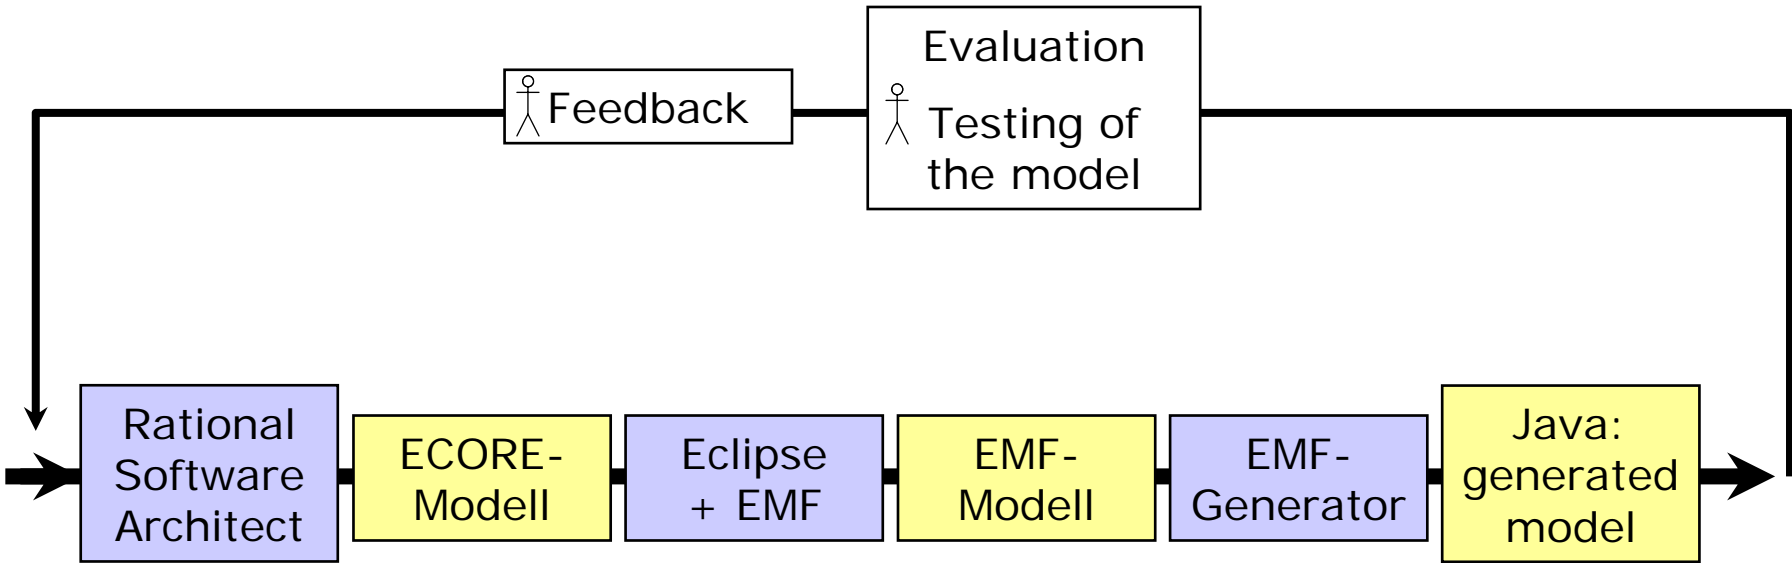 Evaluation
Feedback
Testing of
the model
Rational
Software
Architect
ECORE-
Modell
Eclipse
+ EMF
EMF-
Modell
EMF-
Generator
Java:
generated
model